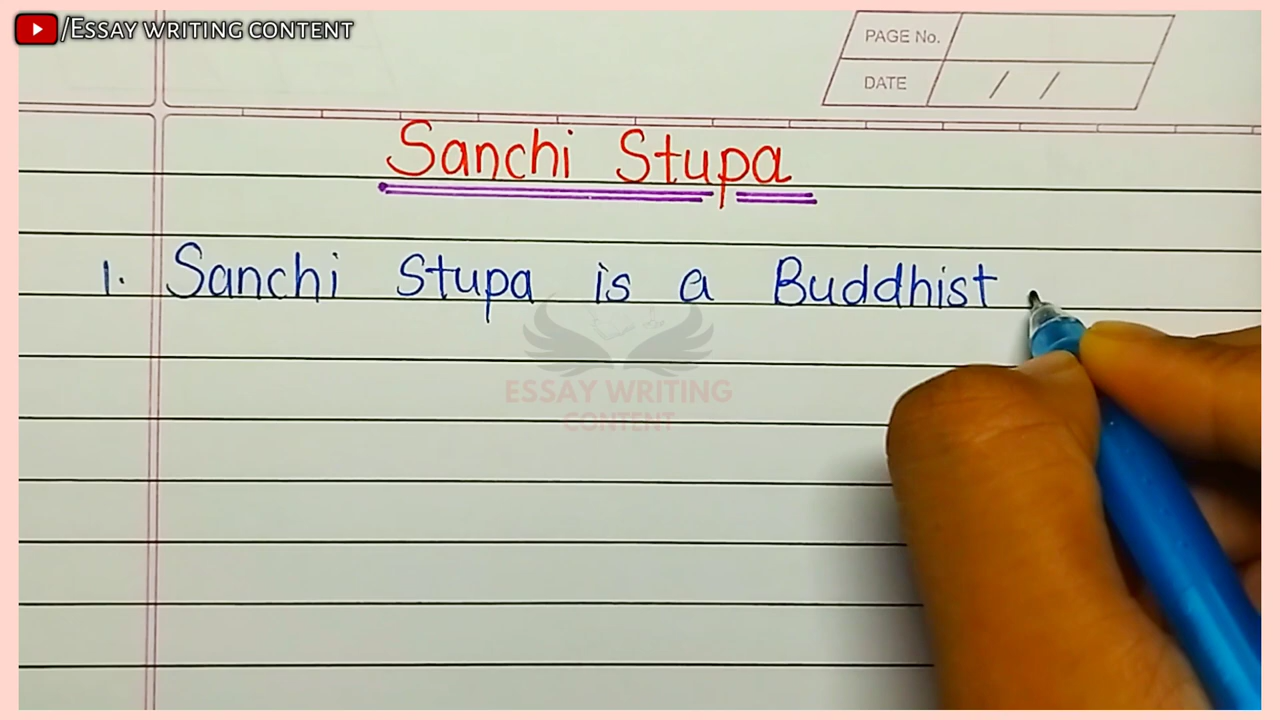 /ESSAY WRITING CONTENT
PAGE No.
DATE / /
Sanchi Stupa
1. Sanchi Stupa is a Buddhist
ESSAY WRITING
CONTENT